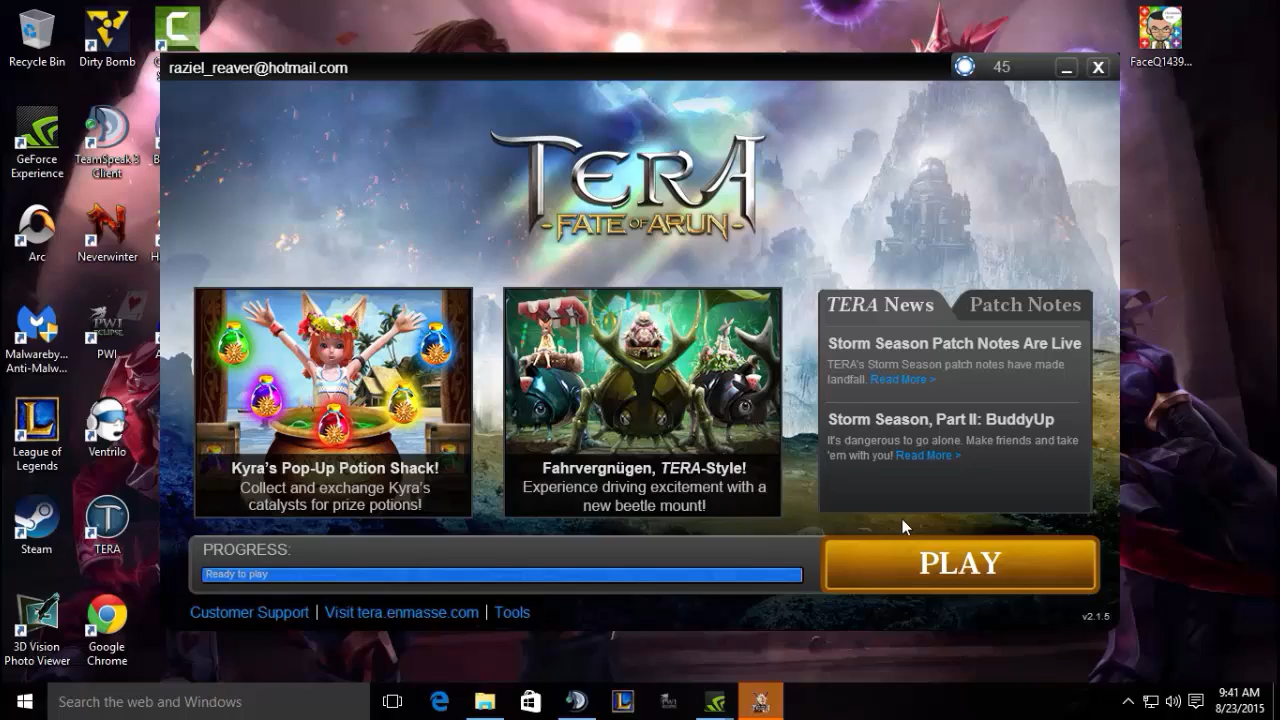 Recycle Bin
Dirty Bomb
FaceQ1439...
raziel_reaver@hotmail.com
45
X
GeForce
Experience
TeamSpeak 3
Client
TERA
-FATE OF ARUN-
Arc
Neverwinter
TERA News
Patch Notes
Storm Season Patch Notes Are Live
TERA's Storm Season patch notes have made
landfall. Read More >
Malwareby...
Anti-Malw...
PWI
Storm Season, Part II: BuddyUp
It's dangerous to go alone. Make friends and take
'em with you! Read More >
League of
Legends
Ventrilo
Kyra's Pop-Up Potion Shack!
Collect and exchange Kyra's
catalysts for prize potions!
Fahrvergnügen, TERA-Style!
Experience driving excitement with a
new beetle mount!
Steam
TERA
PROGRESS:
Ready to play
PLAY
Customer Support | Visit tera.enmasse.com | Tools
v2.1.5
3D Vision
Photo Viewer
Google
Chrome
Search the web and Windows
9:41 AM
8/23/2015